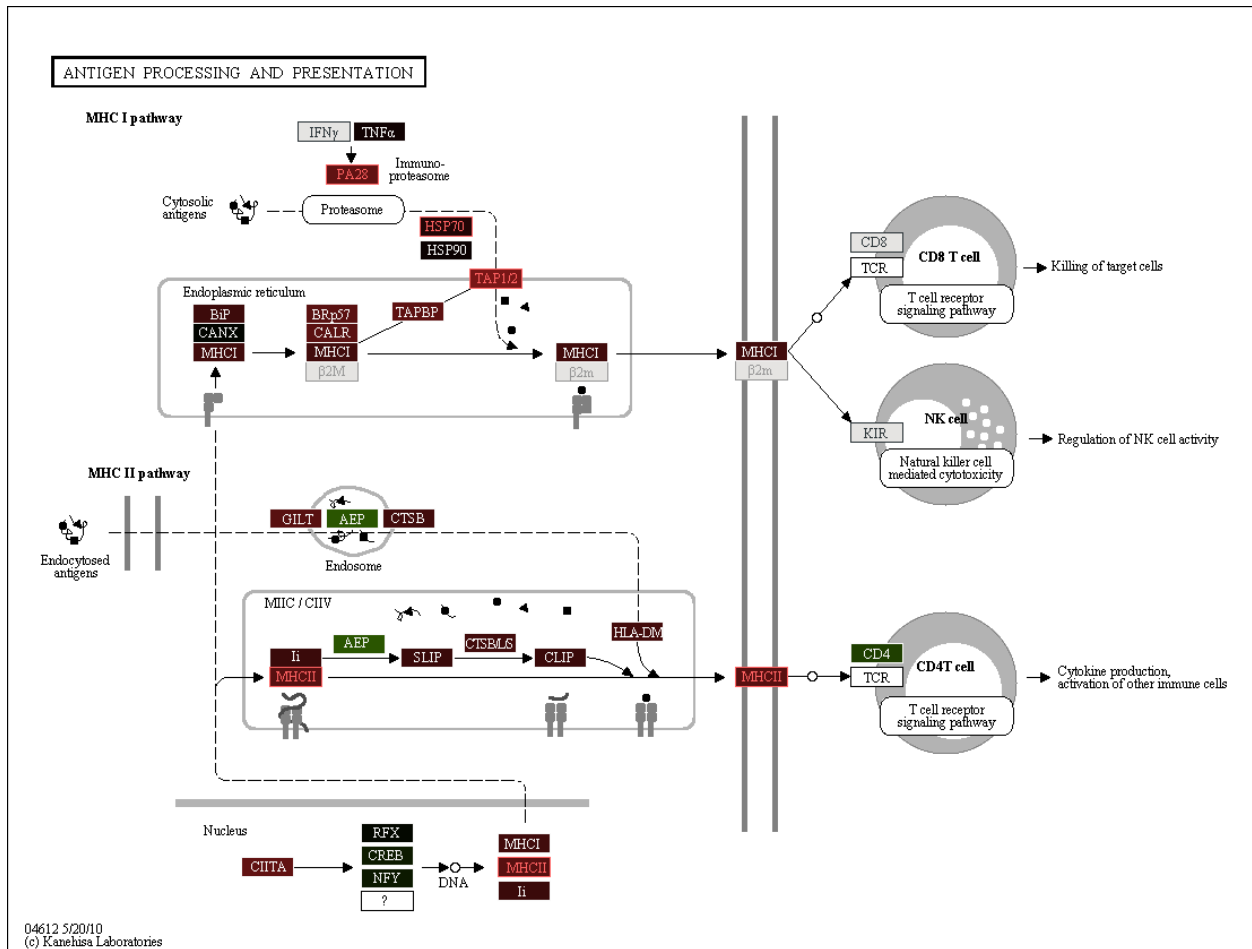 ANTIGEN PROCESSING AND PRESENTATION
MHC I pathway
IFNγ
TNFα
PA28
Immuno-
proteasome
Cytosolic
antigens
Proteasome
HSP70
HSP90
TAP1/2
Endoplasmic reticulum
BiP
CANX
MHCI
BRp57
CALR
MHCI
β2M
TAPBP
MHCI
β2m
MHCI
β2m
CD8
TCR
CD8 T cell
T cell receptor
signaling pathway
Killing of target cells
KIR
NK cell
Natural killer cell
mediated cytotoxicity
Regulation of NK cell activity
MHC II pathway
Endocytosed
antigens
GILT
AEP
CTSB
Endosome
MIIC / CIIV
Ii
MHCII
AEP
SLIP
CTSB/L/S
CLIP
HLA-DM
MHCII
CD4
TCR
CD4T cell
T cell receptor
signaling pathway
Cytokine production,
activation of other immune cells
Nucleus
CIITA
RFX
CREB
NFY
?
DNA
MHCI
MHCII
Ii
04612 5/20/10
(c) Kanehisa Laboratories